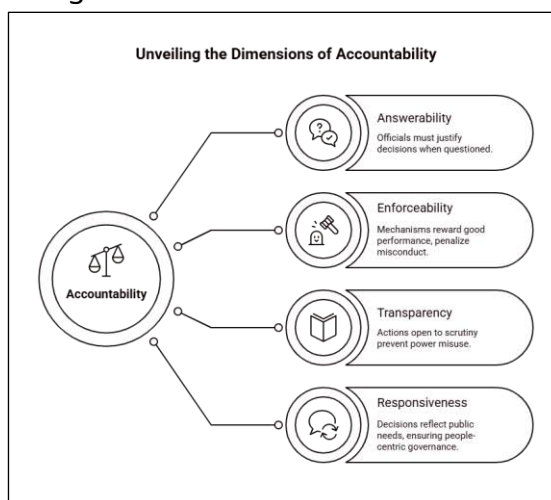 Unveiling the Dimensions of Accountability
Accountability
Answerability
Officials must justify
decisions when questioned.
Enforceability
Mechanisms reward good
performance, penalize
misconduct.
Transparency
Actions open to scrutiny
prevent power misuse.
Responsiveness
Decisions reflect public
needs, ensuring people-
centric governance.